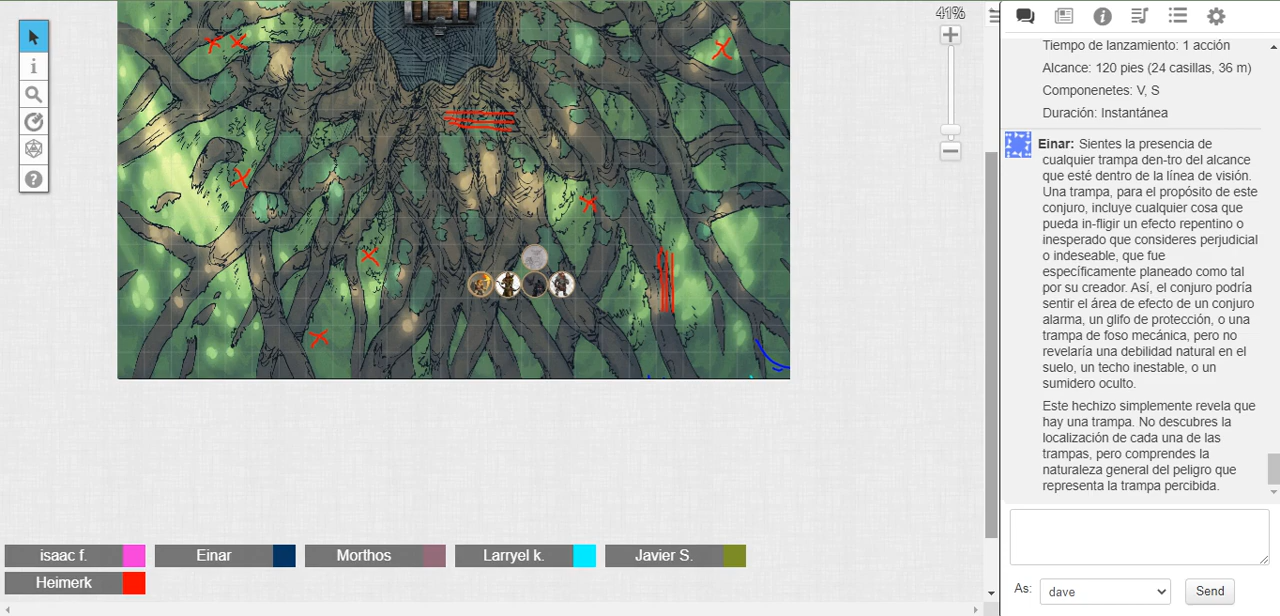 41%
Tiempo de lanzamiento: 1 acción
Alcance: 120 pies (24 casillas, 36 m)
Componenetes: V, S
Duración: Instantánea
Einar: Sientes la presencia de
cualquier trampa den-tro del alcance
que esté dentro de la línea de visión.
Una trampa, para el propósito de este
conjuro, incluye cualquier cosa que
pueda in-fligir un efecto repentino o
inesperado que consideres perjudicial
o indeseable, que fue
específicamente planeado como tal
por su creador. Así, el conjuro podría
sentir el área de efecto de un conjuro
alarma, un glifo de protección, o una
trampa de foso mecánica, pero no
revelaría una debilidad natural en el
suelo, un techo inestable, o un
sumidero oculto.
Este hechizo simplemente revela que
hay una trampa. No descubres la
localización de cada una de las
trampas, pero comprendes la
naturaleza general del peligro que
representa la trampa percibida.
isaac f.
Einar
Morthos
Larryel k.
Javier S.
Heimerk
As:
dave
Send